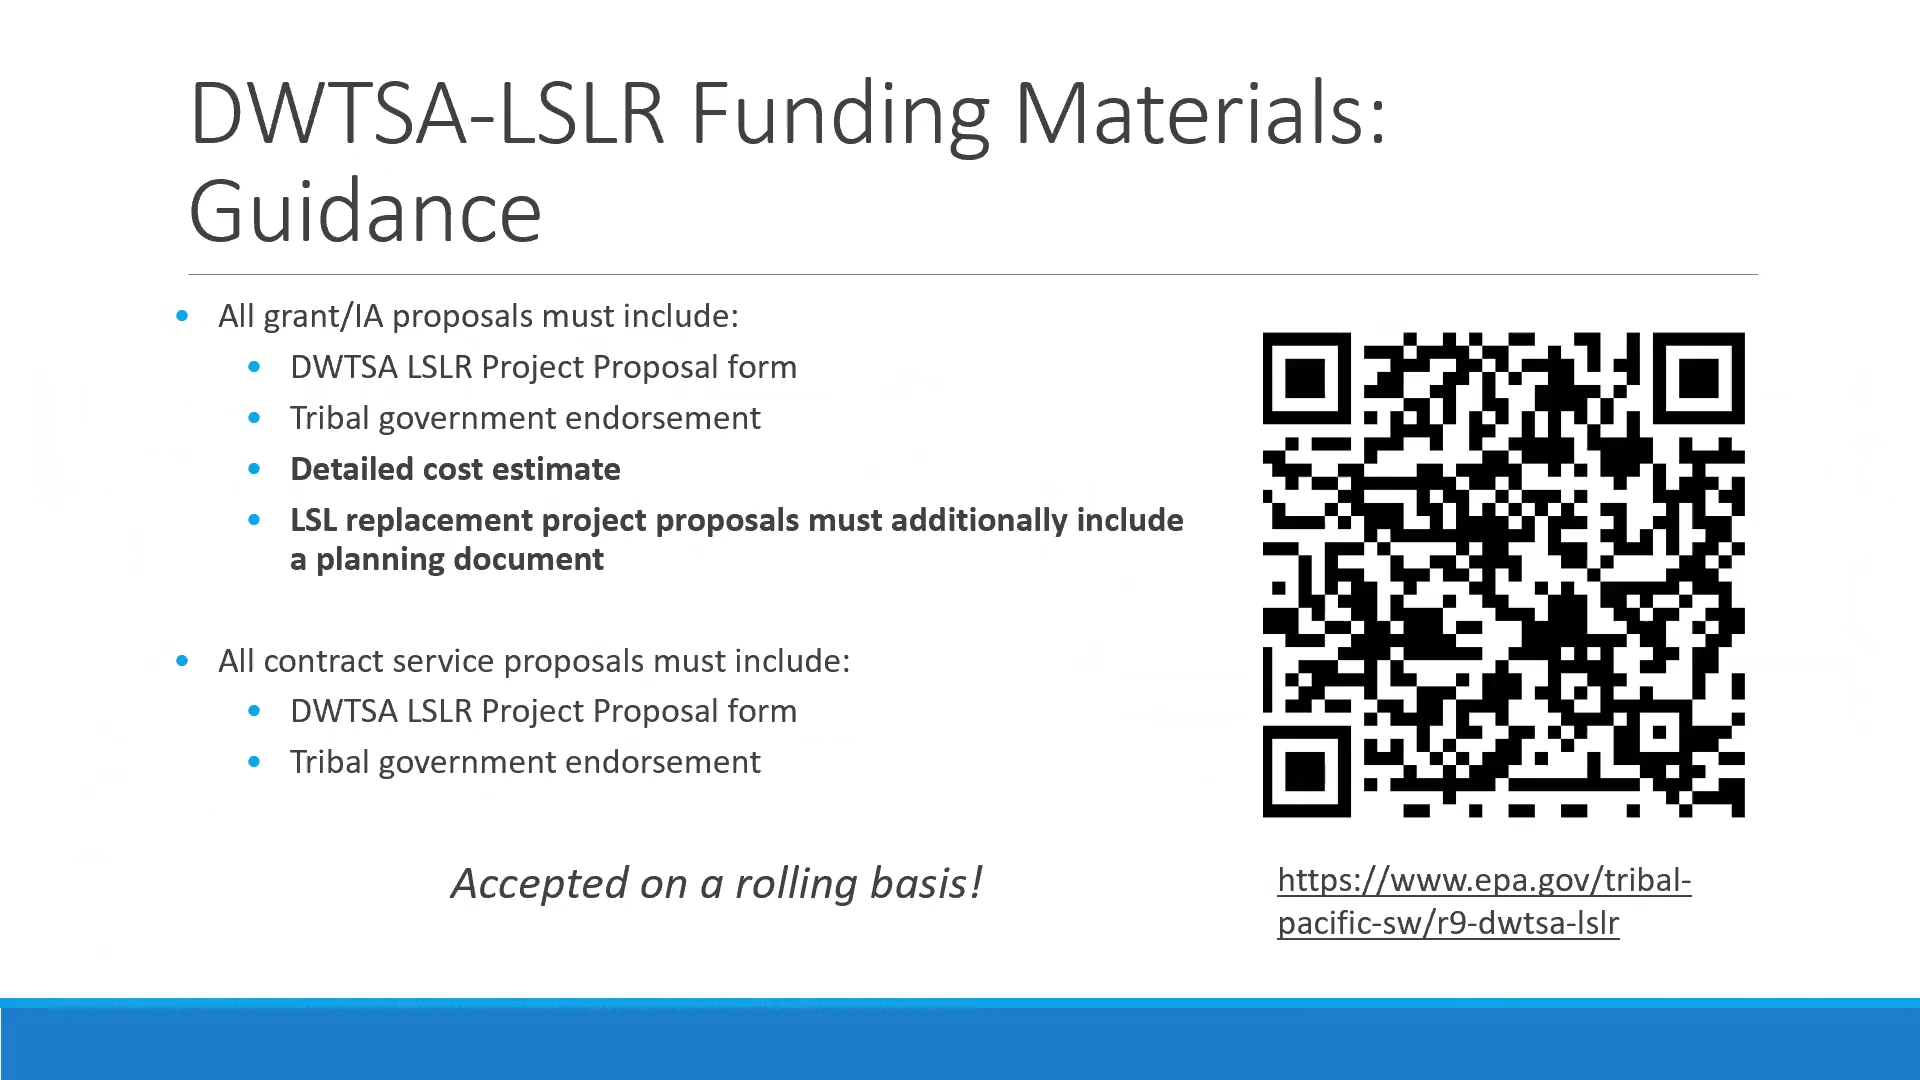 DWTSA-LSLR Funding Materials:
Guidance
• All grant/IA proposals must include:
• DWTSA LSLR Project Proposal form
• Tribal government endorsement
• Detailed cost estimate
• LSL replacement project proposals must additionally include
a planning document
• All contract service proposals must include:
• DWTSA LSLR Project Proposal form
• Tribal government endorsement
Accepted on a rolling basis!
https://www.epa.gov/tribal-
pacific-sw/r9-dwtsa-lslr